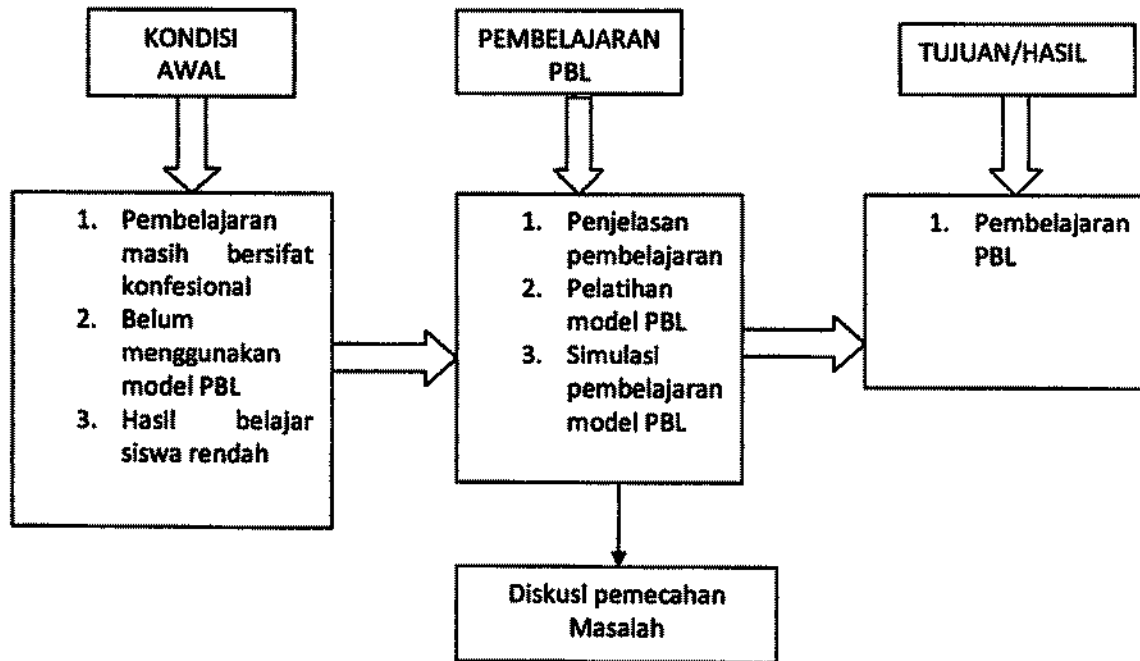 KONDISI
AWAL
PEMBELAJARAN
PBL
TUJUAN/HASIL
1. Pembelajaran
masih bersifat
konfesional
2. Belum
menggunakan
model PBL
3. Hasil belajar
siswa rendah
1. Penjelasan
pembelajaran
2. Pelatihan
model PBL
3. Simulasi
pembelajaran
model PBL
1. Pembelajaran
PBL
Diskusi pemecahan
Masalah